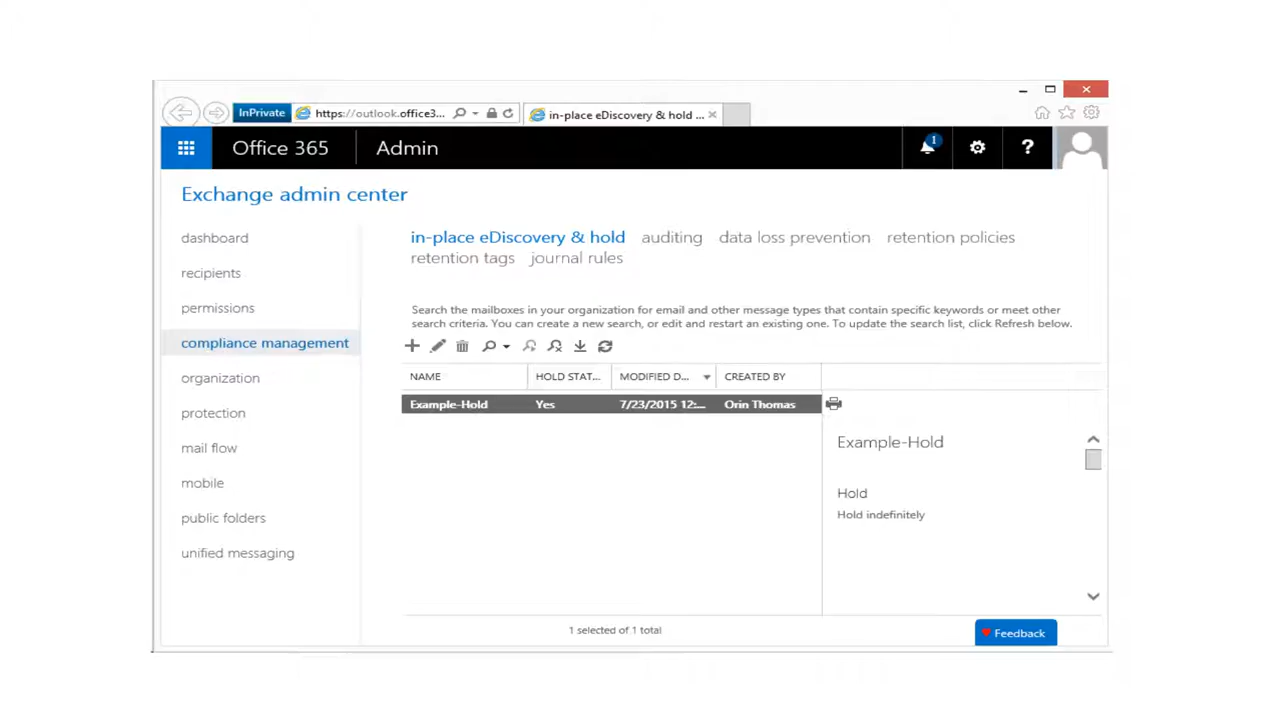 InPrivate https://outlook.office3... in-place eDiscovery & hold ...
Office 365 Admin 1 ?
Exchange admin center
dashboard
recipients
permissions
compliance management
organization
protection
mail flow
mobile
public folders
unified messaging
in-place eDiscovery & hold auditing data loss prevention retention policies
retention tags journal rules
Search the mailboxes in your organization for email and other message types that contain specific keywords or meet other
search criteria. You can create a new search, or edit and restart an existing one. To update the search list, click Refresh below.
NAME HOLD STAT... MODIFIED D... CREATED BY
Example-Hold Yes 7/23/2015 12:... Orin Thomas
Example-Hold
Hold
Hold indefinitely
1 selected of 1 total
Feedback